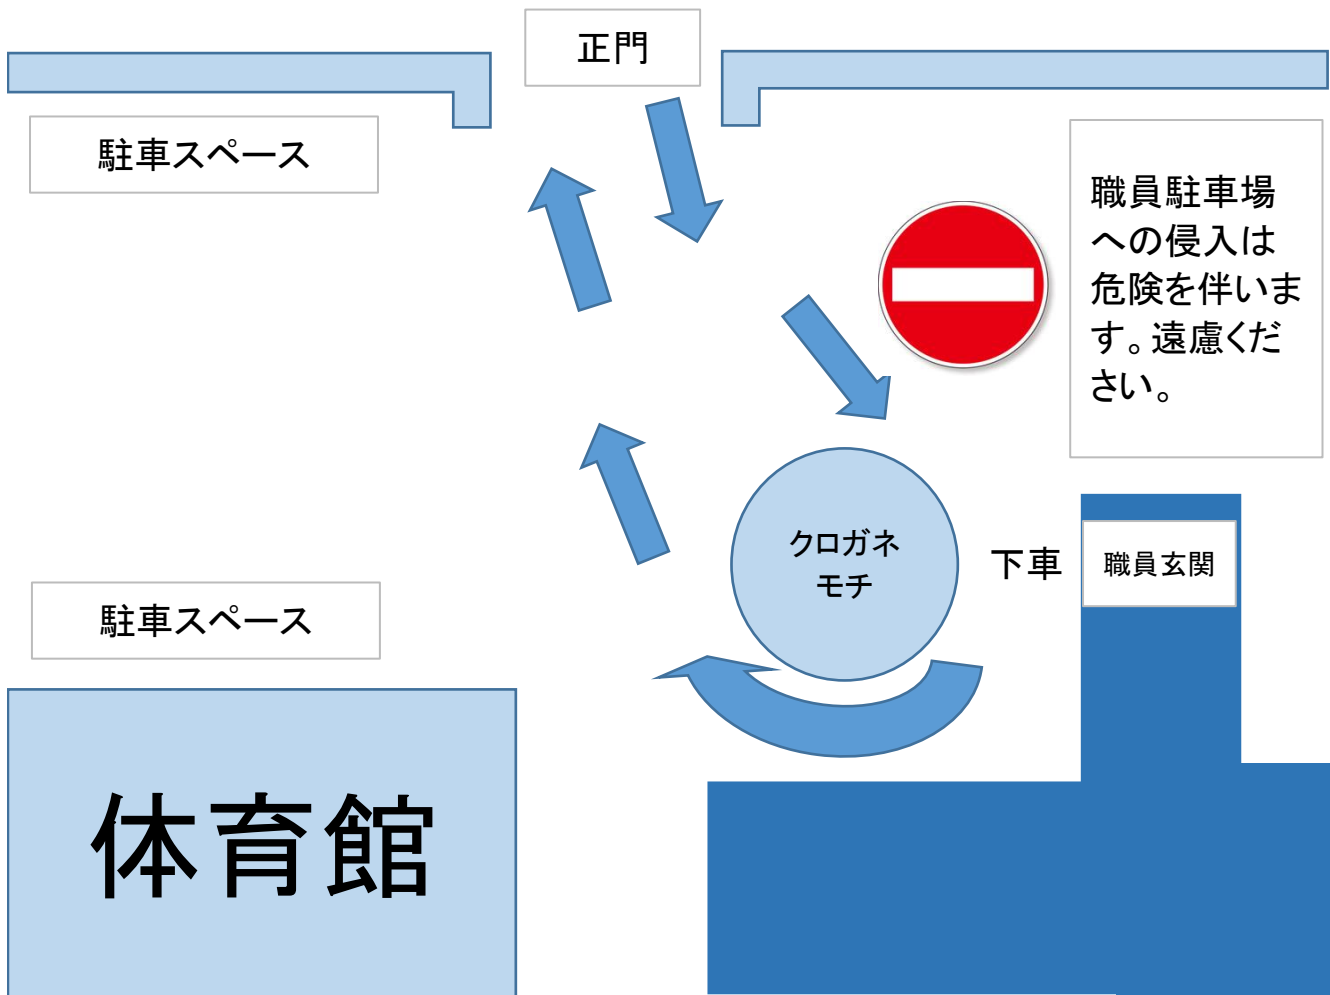 正門
駐車スペース
職員駐車場
への侵入は
危険を伴いま
す。遠慮くだ
さい。
クロガネ
モチ
下車
職員玄関
駐車スペース
体育館